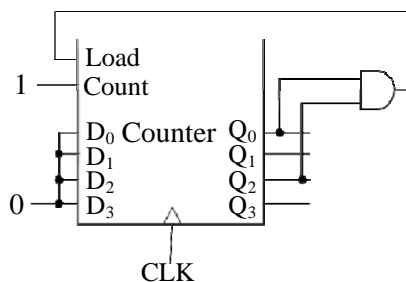 Load
1 Count
D₀ Counter Q₀
D₁ Q₁
D₂ Q₂
0 D₃ Q₃
CLK